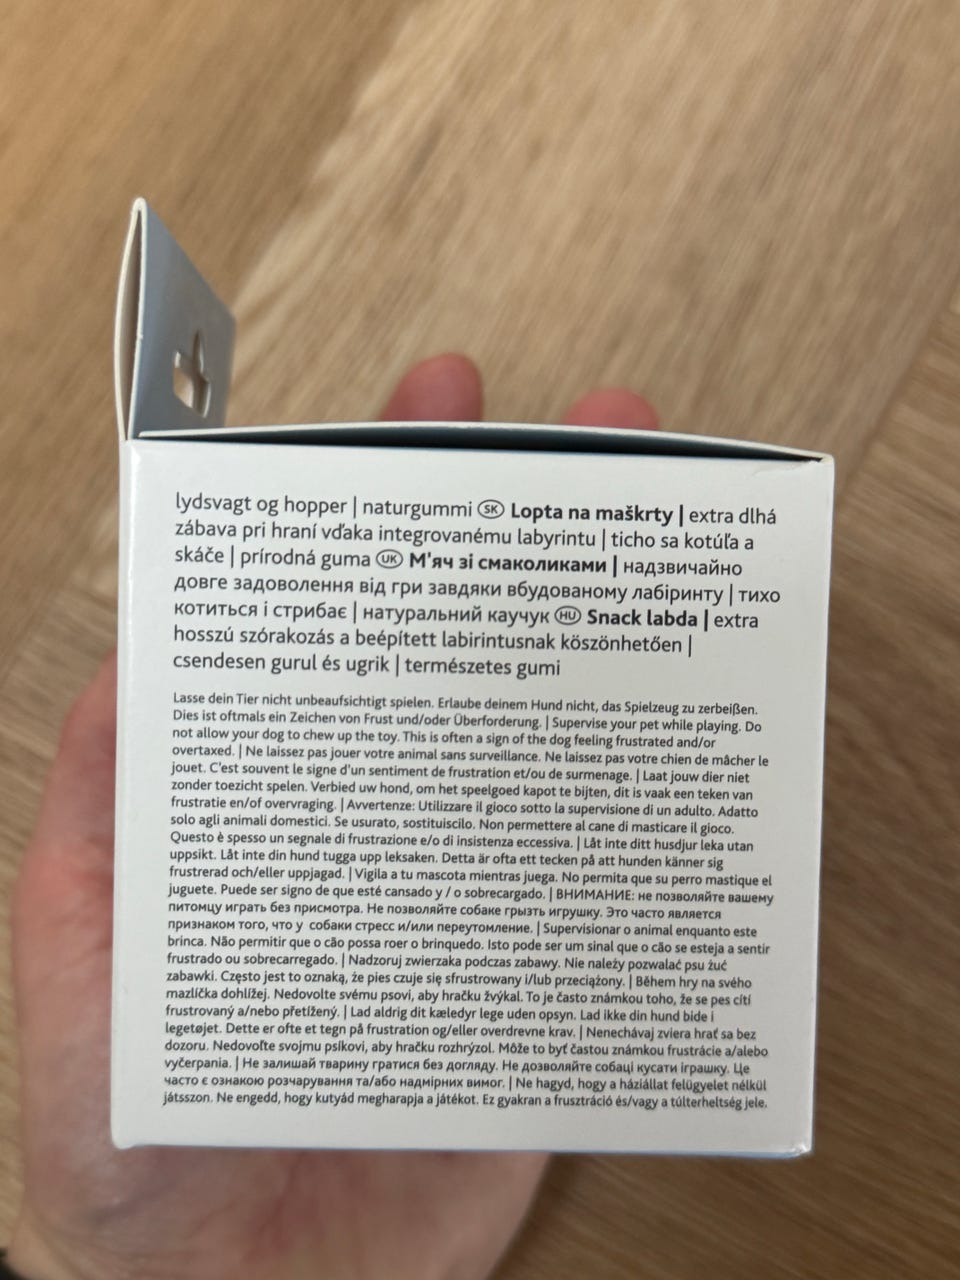 lydsvagt og hopper | naturgummi SK Lopta na maškrty | extra dlhá
zábava pri hraní vďaka integrovanému labyrintu | ticho sa kotúľa a
skáče | prírodná guma UK М'яч зі смаколиками | надзвичайно
довге задоволення від гри завдяки вбудованому лабіринту | тихо
котиться і стрибає | натуральний каучук HU Snack labda | extra
hosszú szórakozás a beépített labirintusnak köszönhetően |
csendesen gurul és ugrik | természetes gumi
Lasse dein Tier nicht unbeaufsichtigt spielen. Erlaube deinem Hund nicht, das Spielzeug zu zerbeißen.
Dies ist oftmals ein Zeichen von Frust und/oder Überforderung. | Supervise your pet while playing. Do
not allow your dog to chew up the toy. This is often a sign of the dog feeling frustrated and/or
overtaxed. | Ne laissez pas jouer votre animal sans surveillance. Ne laissez pas votre chien de mâcher le
jouet. C'est souvent le signe d'un sentiment de frustration et/ou de surmenage. | Laat jouw dier niet
zonder toezicht spelen. Verbied uw hond, om het speelgoed kapot te bijten, dit is vaak een teken van
frustratie en/of overvraging. | Avvertenze: Utilizzare il gioco sotto la supervisione di un adulto. Adatto
solo agli animali domestici. Se usurato, sostituiscilo. Non permettere al cane di masticare il gioco.
Questo è spesso un segnale di frustrazione e/o di insistenza eccessiva. | Låt inte ditt husdjur leka utan
uppsikt. Låt inte din hund tugga upp leksaken. Detta är ofta ett tecken på att hunden känner sig
frustrerad och/eller uppjagad. | Vigila a tu mascota mientras juega. No permita que su perro mastique el
juguete. Puede ser signo de que esté cansado y / o sobrecargado. | ВНИМАНИЕ: не позволяйте вашему
питомцу играть без присмотра. Не позволяйте собаке грызть игрушку. Это часто является
признаком того, что у собаки стресс и/или переутомление. | Supervisionar o animal enquanto este
brinca. Não permitir que o cão possa roer o brinquedo. Isto pode ser um sinal que o cão se esteja a sentir
frustrado ou sobrecarregado. | Nadzoruj zwierzaka podczas zabawy. Nie należy pozwalać psu żuć
zabawki. Często jest to oznaką, że pies czuje się sfrustrowany i/lub przeciążony. | Během hry na svého
mazlíčka dohlížej. Nedovolte svému psovi, aby hračku žvýkal. To je často známkou toho, že se pes cítí
frustrovaný a/nebo přetížený. | Lad aldrig dit kæledyr lege uden opsyn. Lad ikke din hund bide i
legetøjet. Dette er ofte et tegn på frustration og/eller overdrevne krav. | Nenechávaj zviera hrať sa bez
dozoru. Nedovoľte svojmu psíkovi, aby hračku rozhrýzol. Môže to byť častou známkou frustrácie a/alebo
vyčerpania. | Не залишай тварину гратися без догляду. Не дозволяйте собаці кусати іграшку. Це
часто є ознакою розчарування та/або надмірних вимог. | Ne hagyd, hogy a háziállat felügyelet nélkül
játsszon. Ne engedd, hogy kutyád megharapja a játékot. Ez gyakran a frusztráció és/vagy a túlterheltség jele.